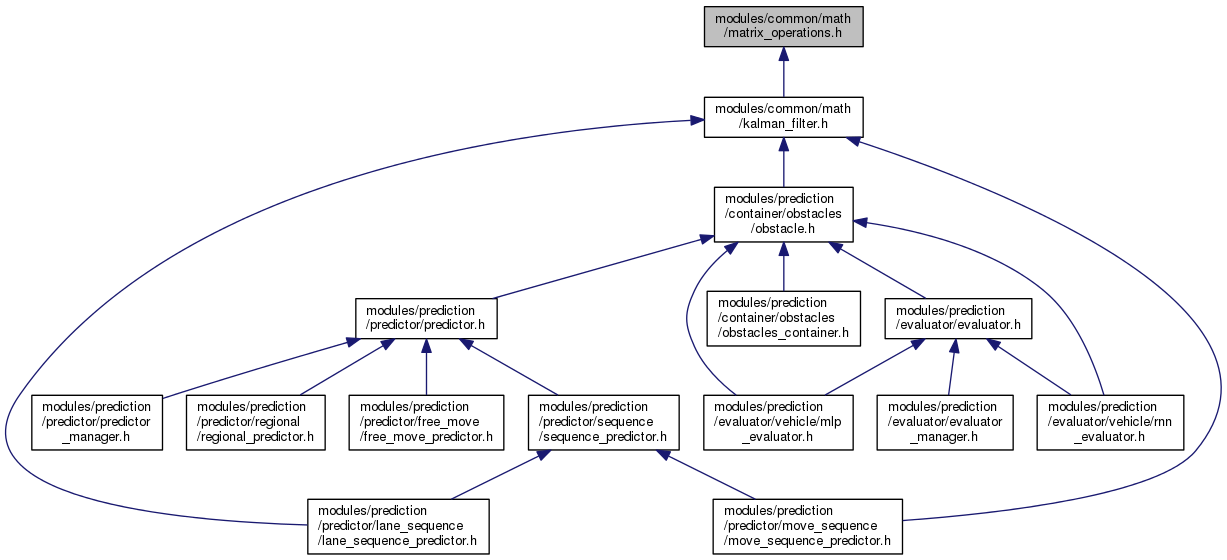 modules/common/math
/matrix_operations.h
modules/common/math
/kalman_filter.h
modules/prediction
/container/obstacles
/obstacle.h
modules/prediction
/predictor/predictor.h
modules/prediction
/container/obstacles
/obstacles_container.h
modules/prediction
/evaluator/evaluator.h
modules/prediction
/predictor/predictor
_manager.h
modules/prediction
/predictor/regional
/regional_predictor.h
modules/prediction
/predictor/free_move
/free_move_predictor.h
modules/prediction
/predictor/sequence
/sequence_predictor.h
modules/prediction
/evaluator/vehicle/mlp
_evaluator.h
modules/prediction
/evaluator/evaluator
_manager.h
modules/prediction
/evaluator/vehicle/rnn
_evaluator.h
modules/prediction
/predictor/lane_sequence
/lane_sequence_predictor.h
modules/prediction
/predictor/move_sequence
/move_sequence_predictor.h